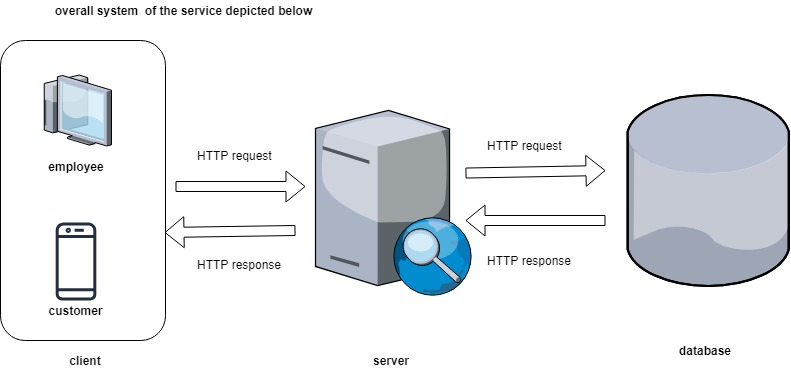 overall system of the service depicted below
employee
customer
client
HTTP request
HTTP response
server
HTTP request
HTTP response
database